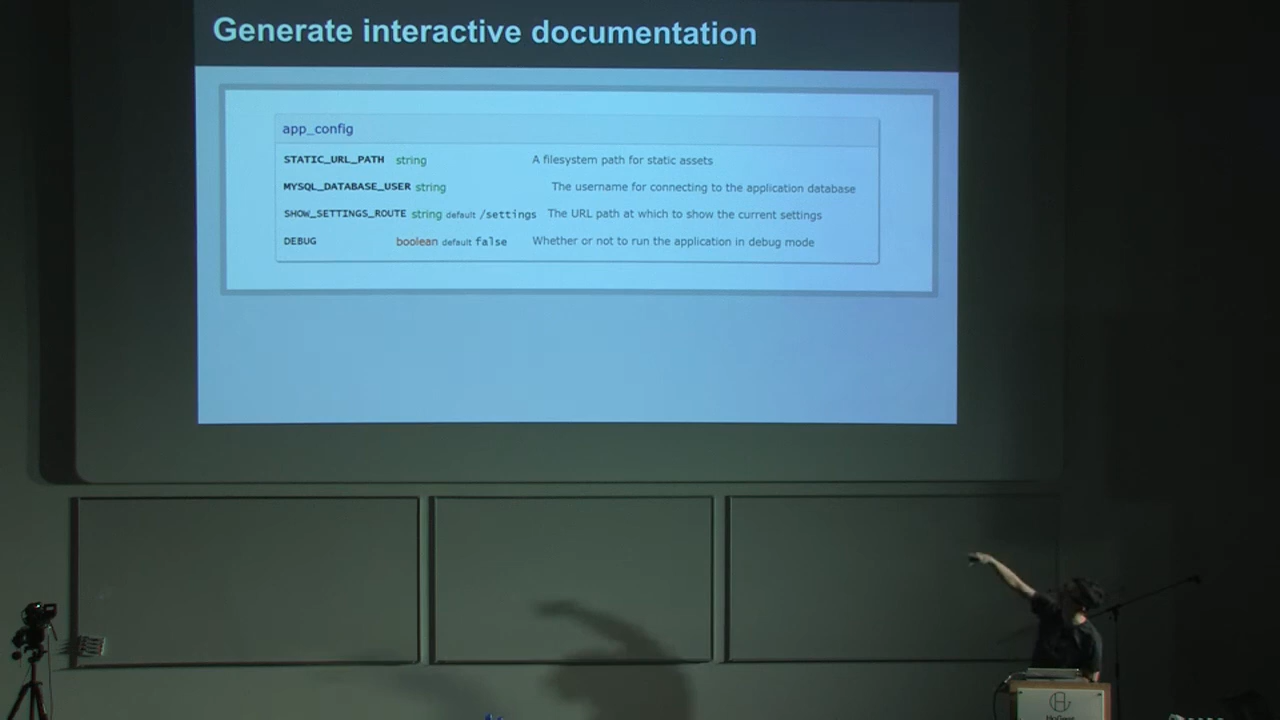 Generate interactive documentation
app_config
STATIC_URL_PATH string A filesystem path for static assets
MYSQL_DATABASE_USER string The username for connecting to the application database
SHOW_SETTINGS_ROUTE string default /settings The URL path at which to show the current settings
DEBUG boolean default false Whether or not to run the application in debug mode